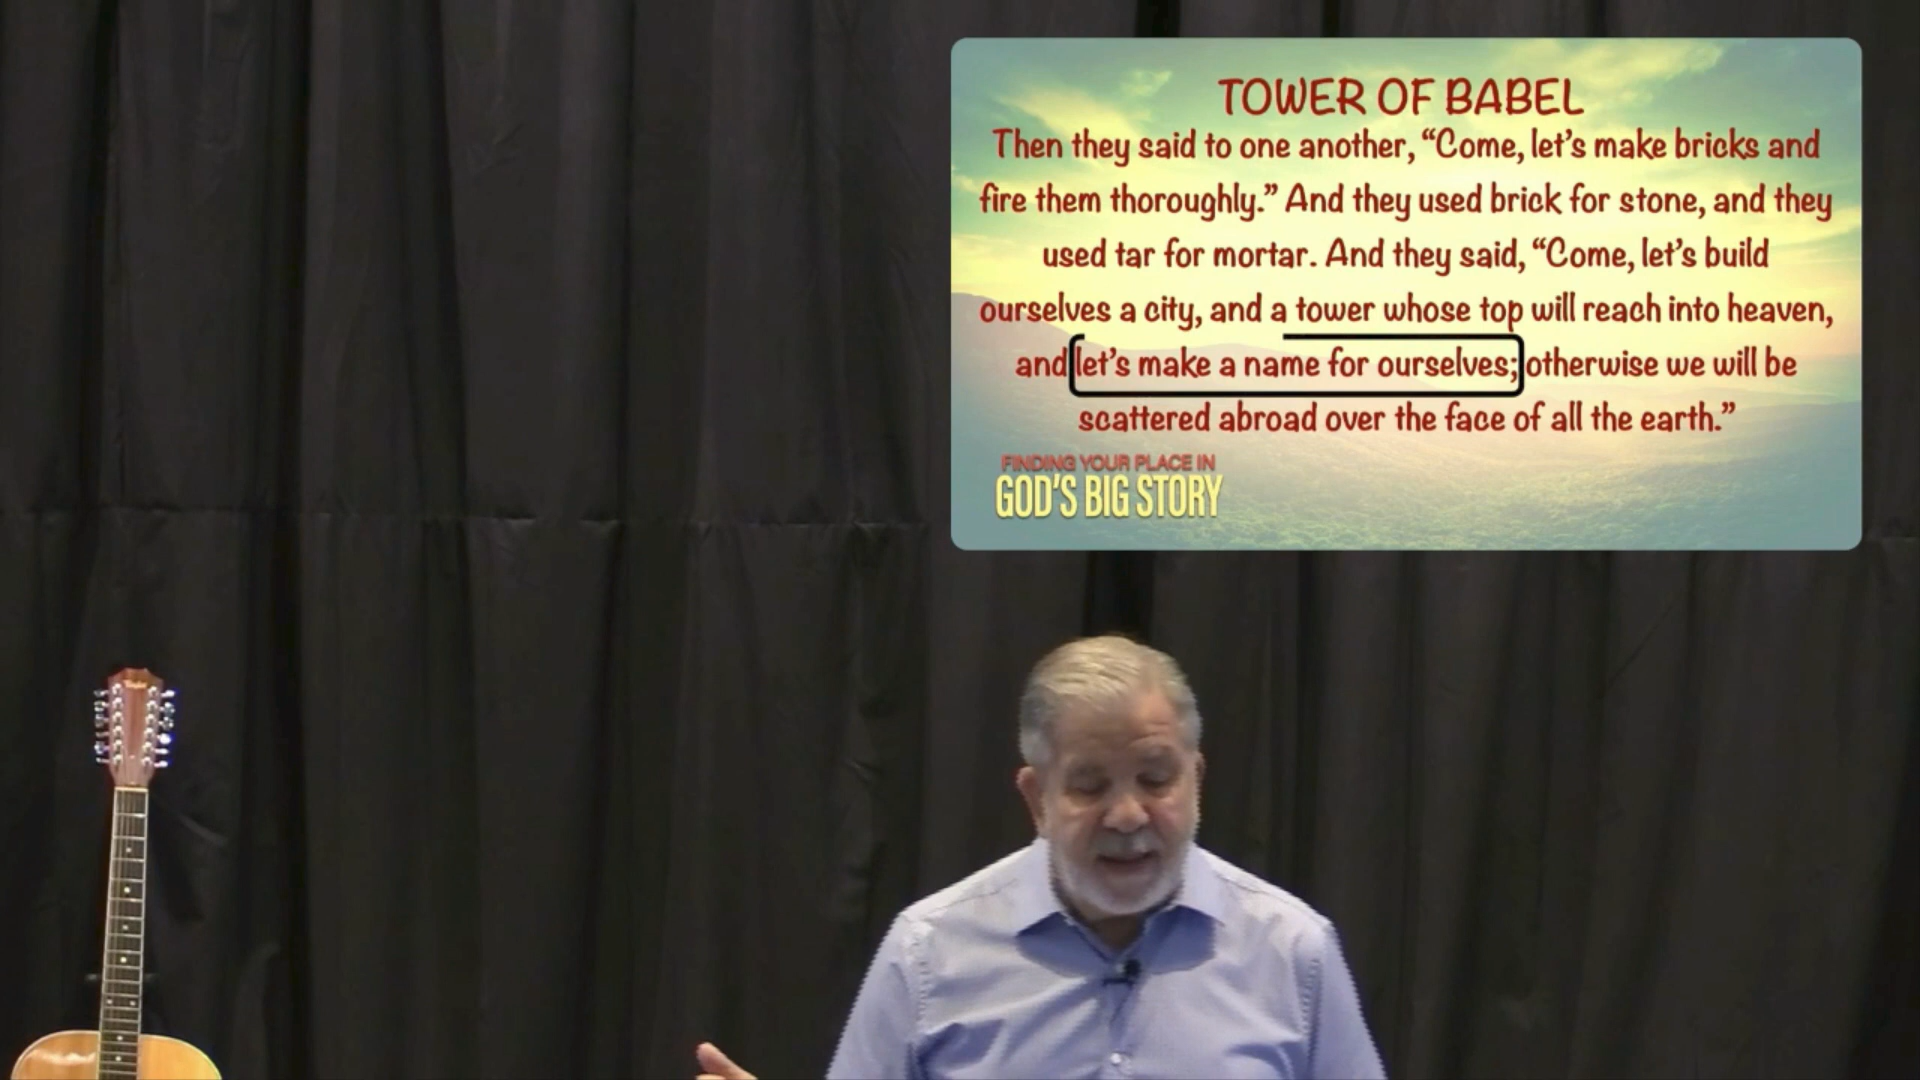 TOWER OF BABEL
Then they said to one another, “Come, let’s make bricks and
fire them thoroughly.” And they used brick for stone, and they
used tar for mortar. And they said, “Come, let’s build
ourselves a city, and a tower whose top will reach into heaven,
and let’s make a name for ourselves; otherwise we will be
scattered abroad over the face of all the earth.”
FINDING YOUR PLACE IN
GOD'S BIG STORY
Taylor